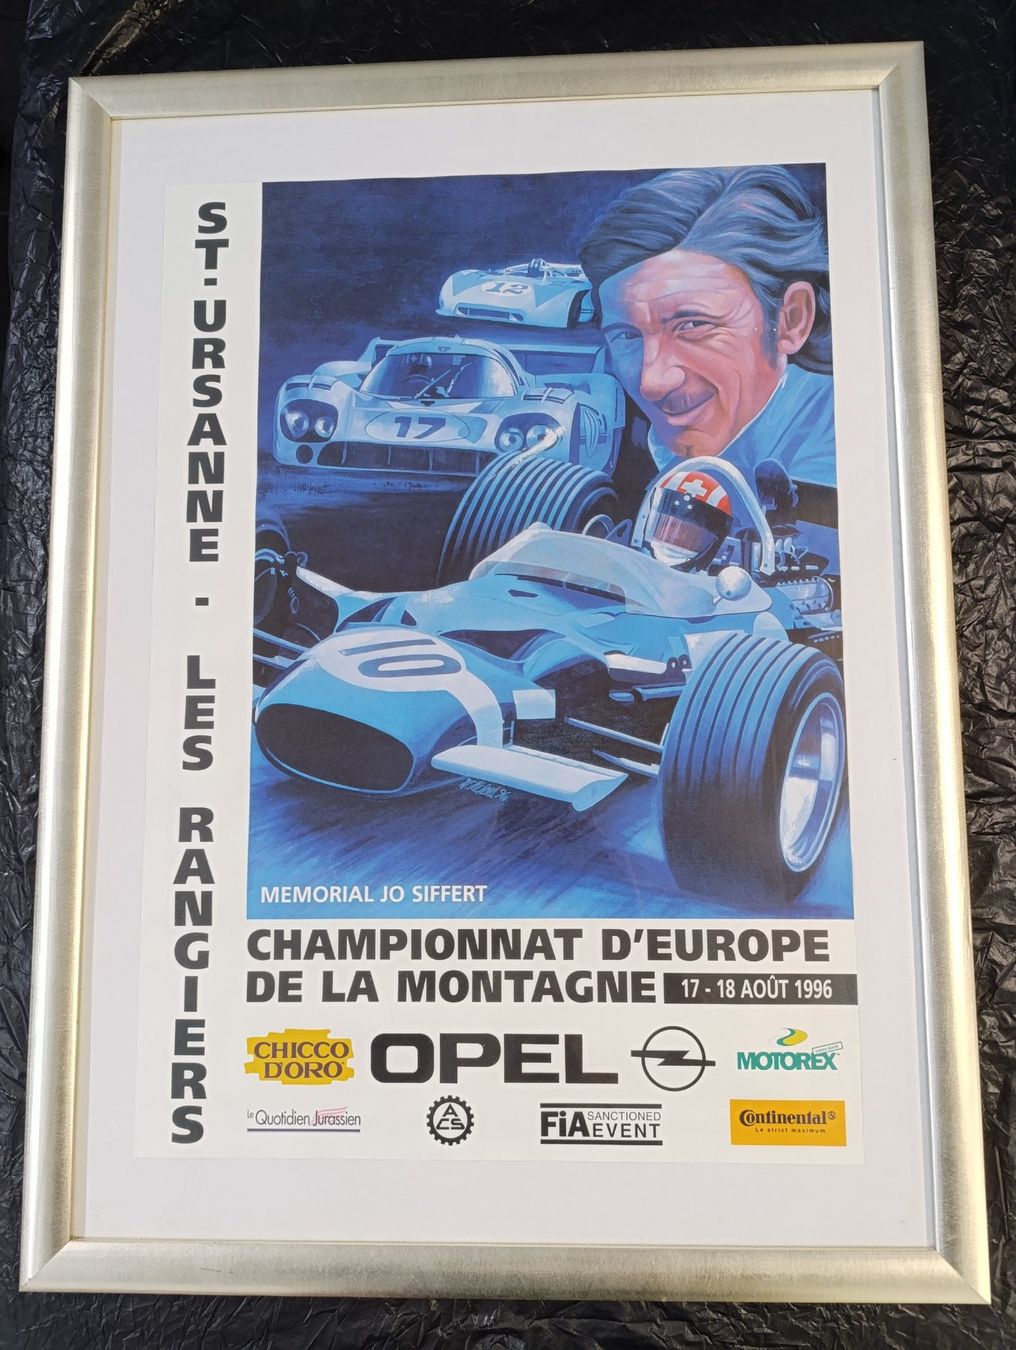 ST-URSANNE - LES RANGIERS
12
17
10
MEMORIAL JO SIFFERT
CHAMPIONNAT D'EUROPE
DE LA MONTAGNE 17 - 18 AOÛT 1996
CHICCO
D'ORO
OPEL
MOTOREX
Le Quotidien Jurassien
ACS
FiA SANCTIONED
EVENT
Continental
Le strict maximum